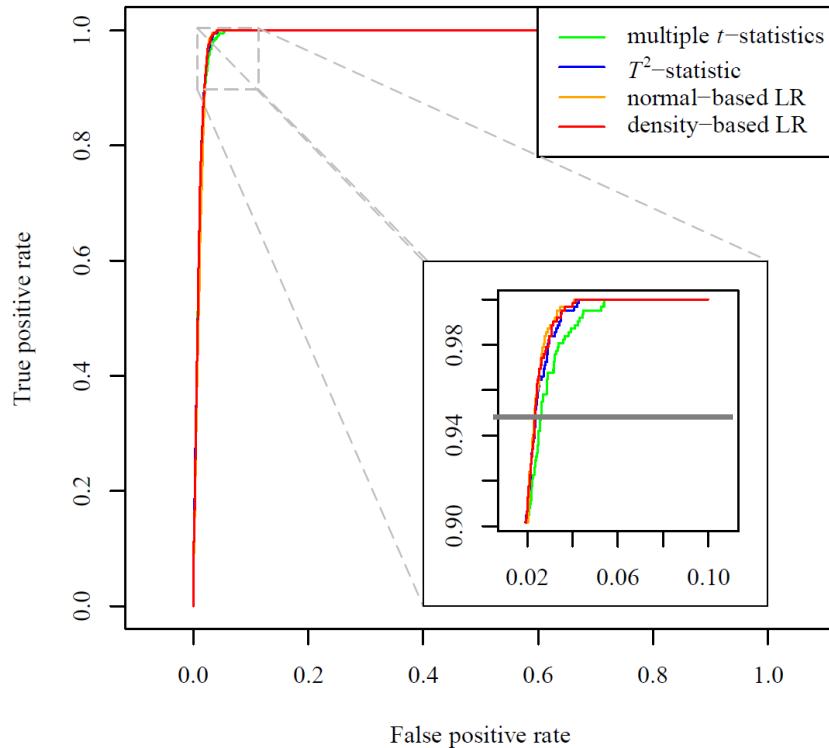 multiple t−statistics
T²−statistic
normal−based LR
density−based LR
True positive rate
1.0
0.8
0.6
0.4
0.2
0.0
0.98
0.94
0.90
0.02 0.06 0.10
0.0 0.2 0.4 0.6 0.8 1.0
False positive rate